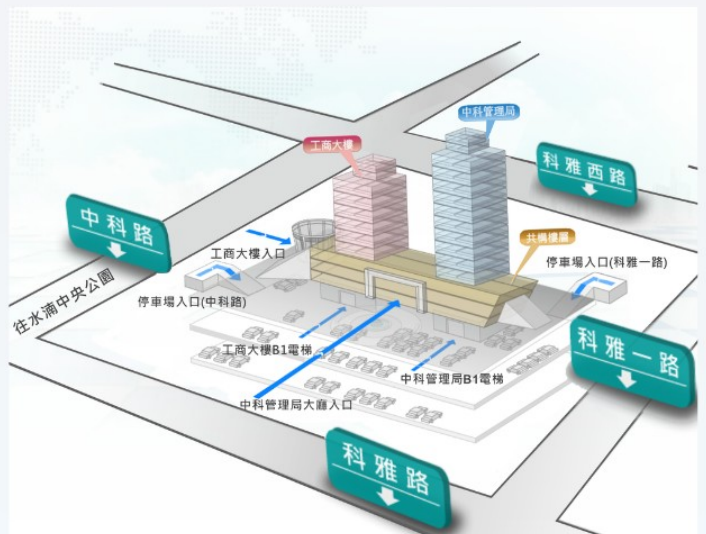 中科管理局
工商大樓
科雅西路
中科路
共構樓層
工商大樓入口
停車場入口(科雅一路)
停車場入口(中科路)
往水湳中央公園
工商大樓B1電梯
科雅一路
中科管理局B1電梯
中科管理局大廳入口
科雅路